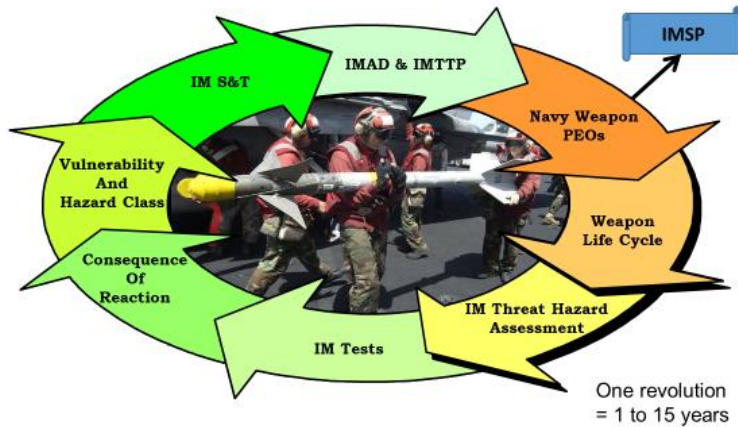 IMSP
IM S&T
IMAD & IMTTP
Navy Weapon
PEOs
Weapon
Life Cycle
IM Threat Hazard
Assessment
IM Tests
Consequence
Of
Reaction
Vulnerability
And
Hazard Class
One revolution
= 1 to 15 years